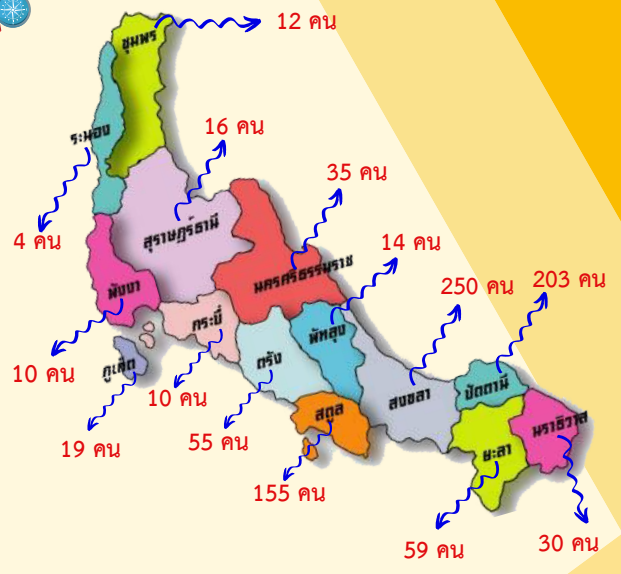 12 คน
ชุมพร
16 คน
ระนอง
35 คน
4 คน
สุราษฎร์ธานี
14 คน
นครศรีธรรมราช
250 คน
203 คน
พังงา
กระบี่
พัทลุง
ภูเก็ต
ตรัง
10 คน
10 คน
สงขลา
ปัตตานี
สตูล
นราธิวาส
19 คน
55 คน
ยะลา
155 คน
59 คน
30 คน